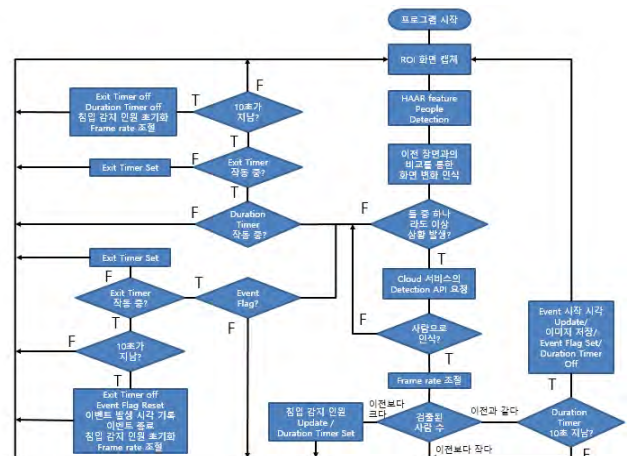 프로그램 시작
ROI 화면 캡체
HAAR feature
People
Detection
이전 장면과의
비교를 통한
화면 변화 인식
둘 중 하나
라도 이상
상황 발생?
F
T
Cloud 서비스의
Detection API 요청
사람으로
인식?
F
T
Frame rate 조절
검출된
사람 수
이전보다
크다
이전과 같다
이전보다 작다
침입 감지 인원
Update /
Duration Timer Set
Duration
Timer
10초 지남?
T
F
Event 시작 시각
Update/
이미지 저장/
Event Flag Set/
Duration Timer
Off
Exit Timer off
Duration Timer off
침입 감지 인원 초기화
Frame rate 조절
T
10초가
지남?
F
T
Exit Timer Set
F
Exit Timer
작동 중?
T
F
Duration
Timer
작동 중?
Exit Timer Set
F
Exit Timer
작동 중?
T
Event
Flag?
F
T
F
10초가
지남?
T
Exit Timer off
Event Flag Reset
이벤트 발생 시각 기록
이벤트 종료
침입 감지 인원 초기화
Frame rate 조절